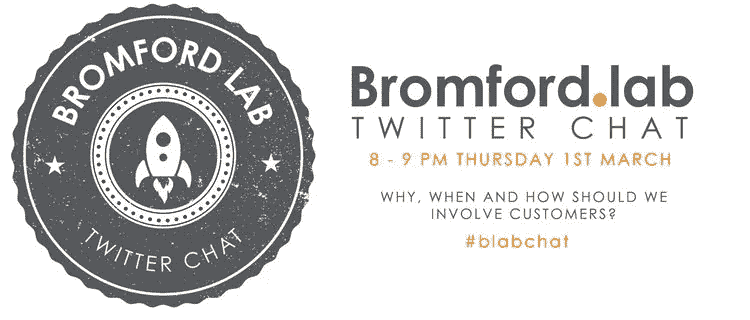 BROMFORD LAB
TWITTER CHAT
Bromford.lab
TWITTER CHAT
8 - 9 PM THURSDAY 1ST MARCH
WHY, WHEN AND HOW SHOULD WE
INVOLVE CUSTOMERS?
#blabchat